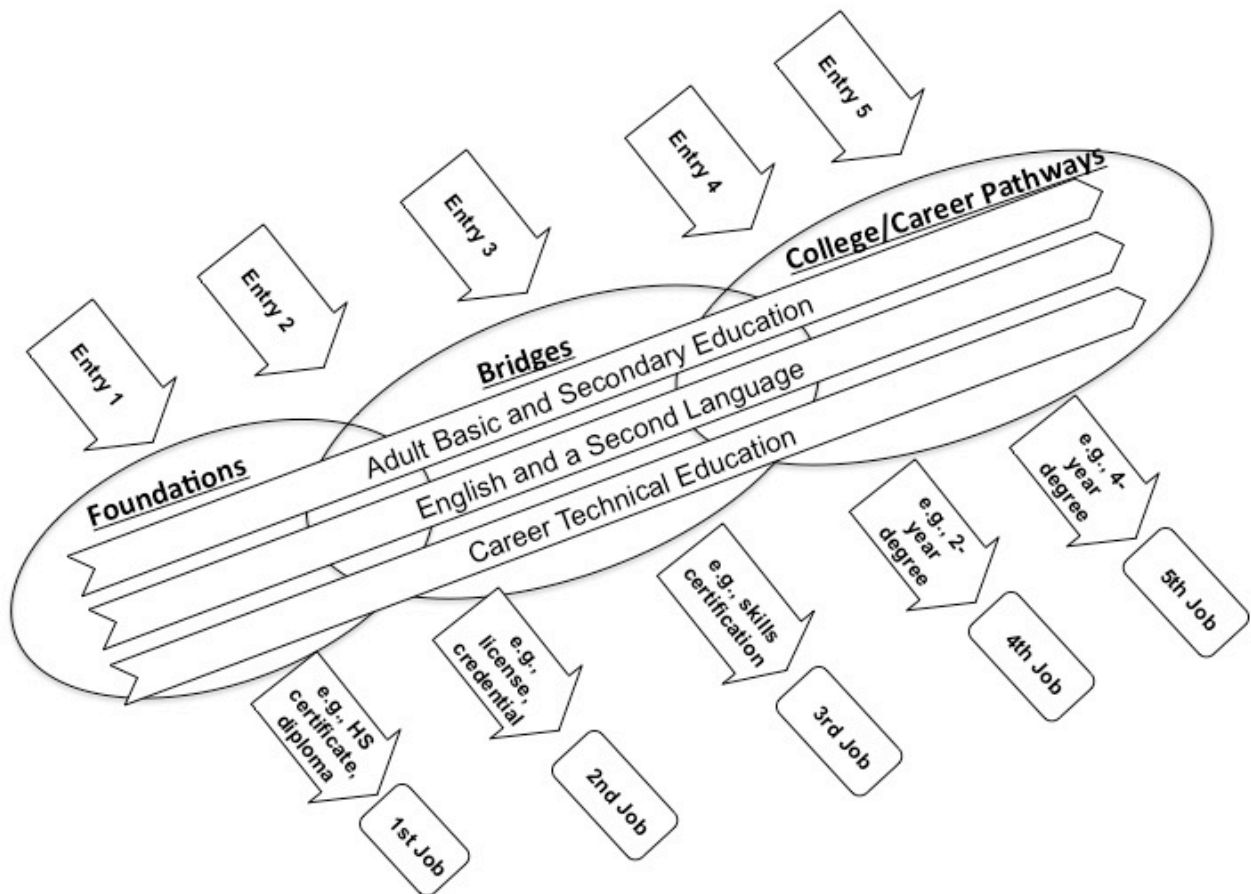 Entry 5
Entry 4
Entry 3
Entry 2
Entry 1
College/Career Pathways
Bridges
Foundations
Adult Basic and Secondary Education
English and a Second Language
Career Technical Education
e.g., HS
certificate,
diploma
1st Job
e.g.,
license,
credential
2nd Job
e.g., skills
certification
3rd Job
e.g., 2-
year
degree
4th Job
e.g., 4-
year
degree
5th Job